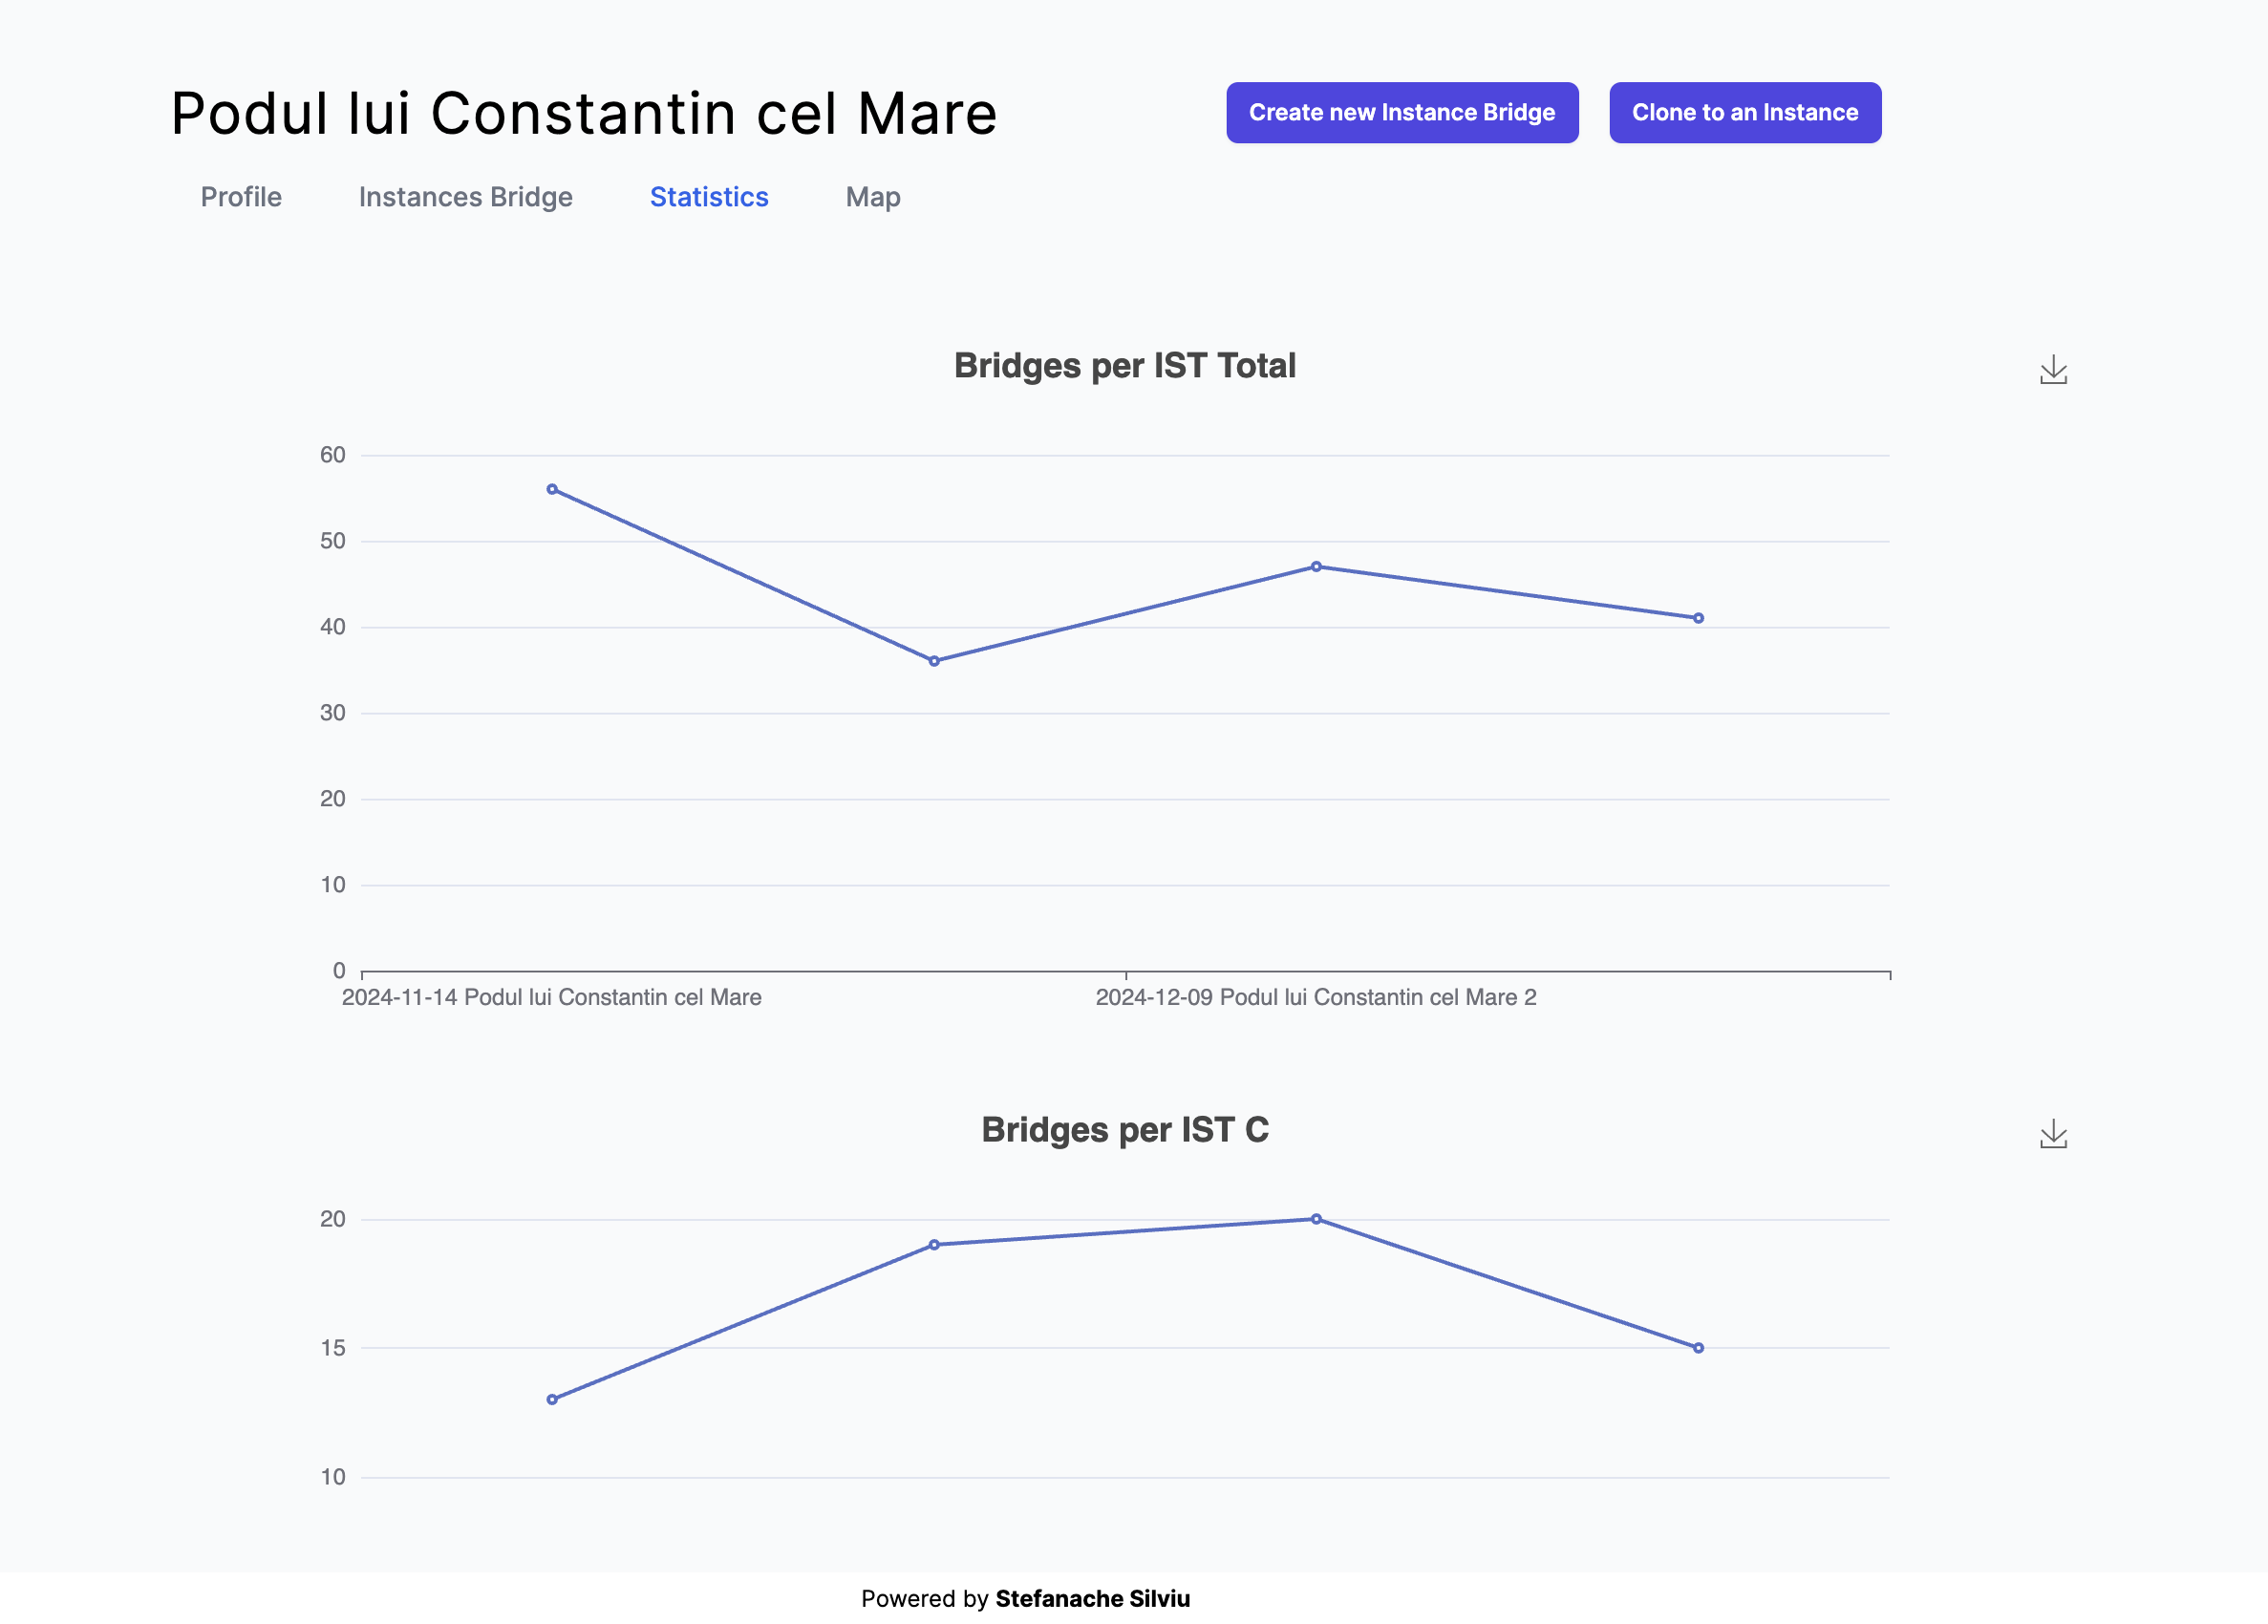 Podul lui Constantin cel Mare
Create new Instance Bridge
Clone to an Instance
Profile
Instances Bridge
Statistics
Map
Bridges per IST Total
60
50
40
30
20
10
0
2024-11-14 Podul lui Constantin cel Mare
2024-12-09 Podul lui Constantin cel Mare 2
Bridges per IST C
20
15
10
Powered by Stefanache Silviu